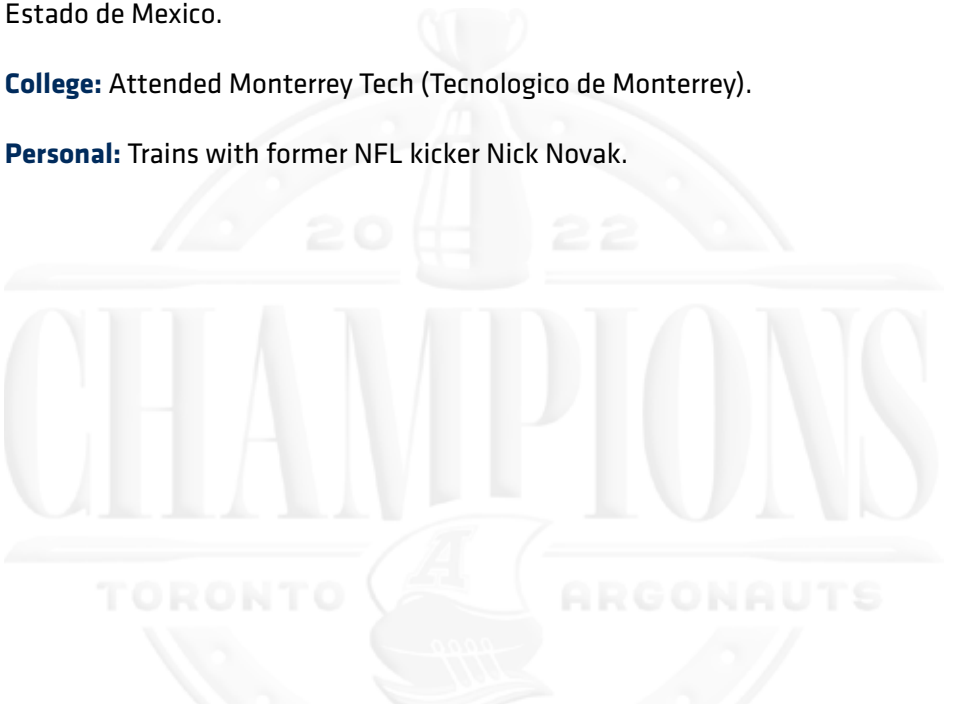 Estado de Mexico.
College: Attended Monterrey Tech (Tecnologico de Monterrey).
Personal: Trains with former NFL kicker Nick Novak.
20 22
CHAMPIONS
A
TORONTO ARGONAUTS